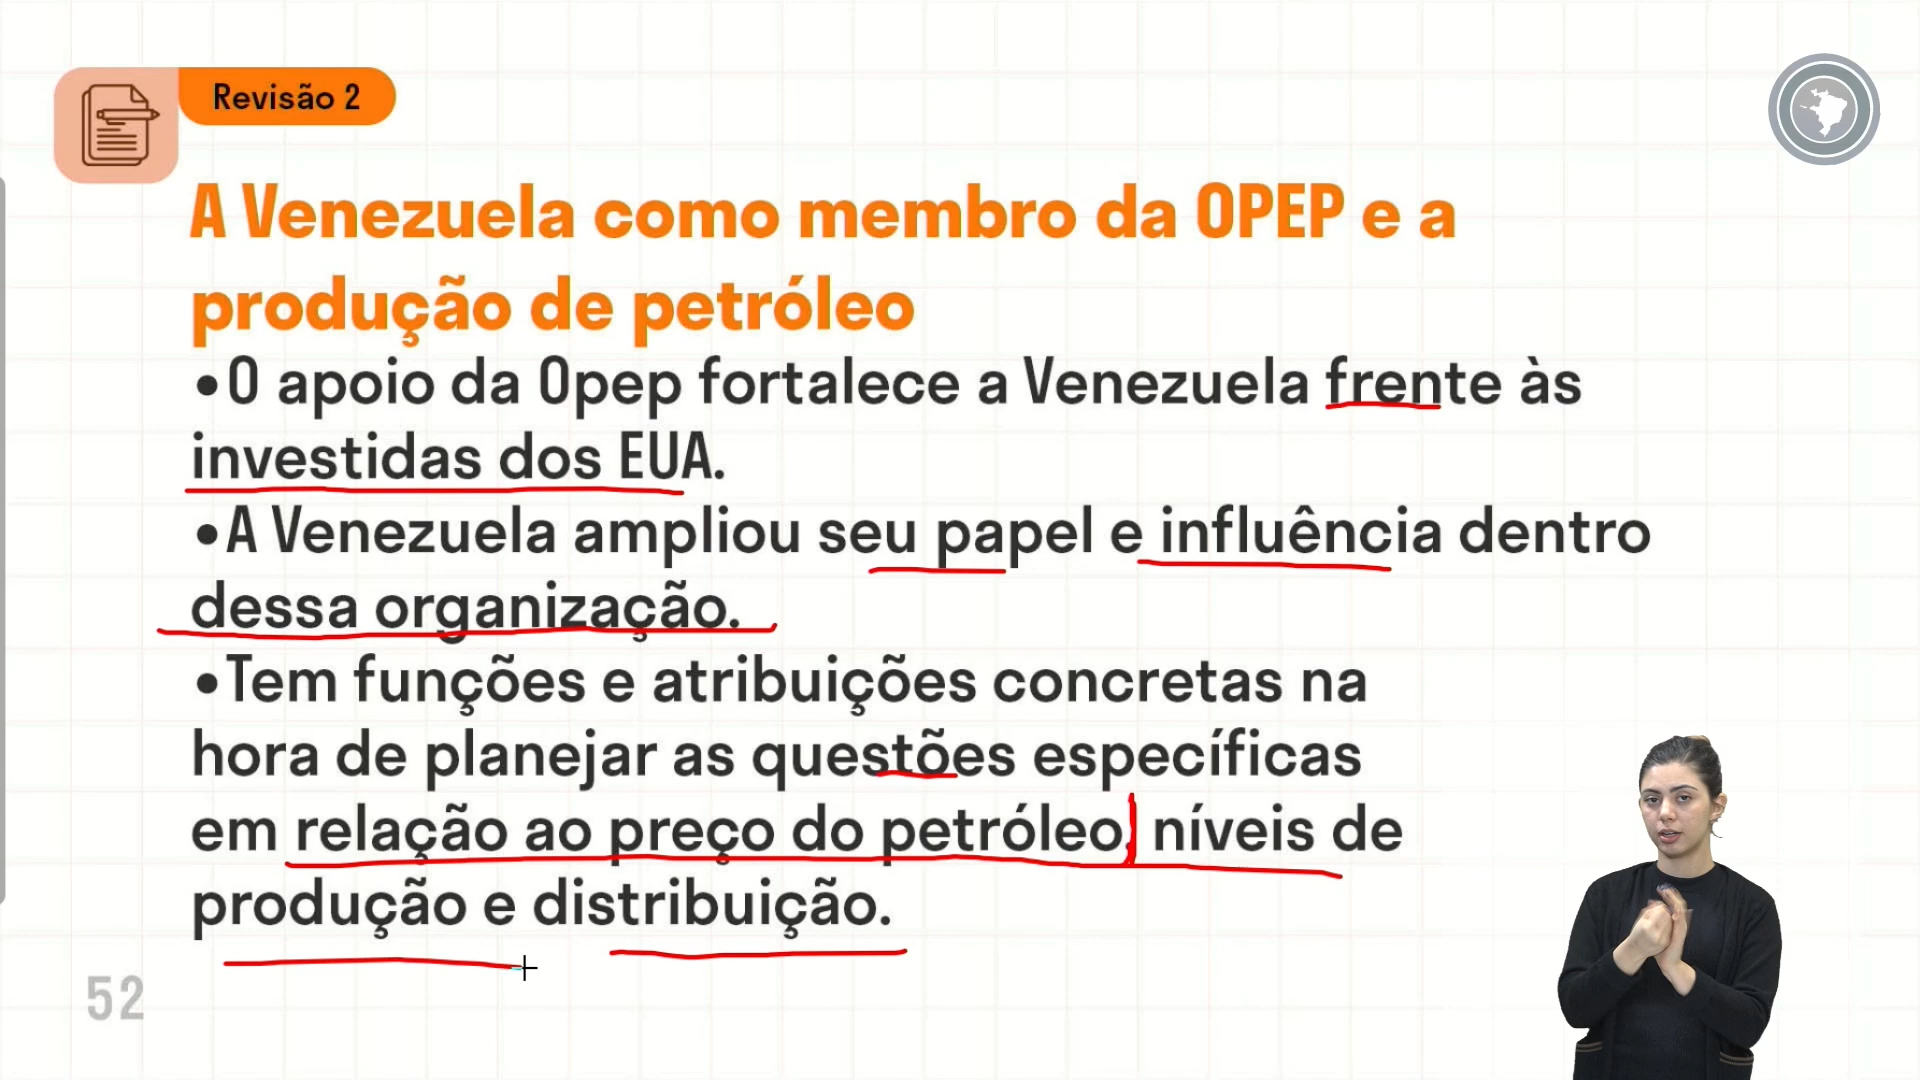 Revisão 2
A Venezuela como membro da OPEP e a
produção de petróleo
•O apoio da Opep fortalece a Venezuela frente às
investidas dos EUA.
•A Venezuela ampliou seu papel e influência dentro
dessa organização.
•Tem funções e atribuições concretas na
hora de planejar as questões específicas
em relação ao preço do petróleo, níveis de
produção e distribuição.
52